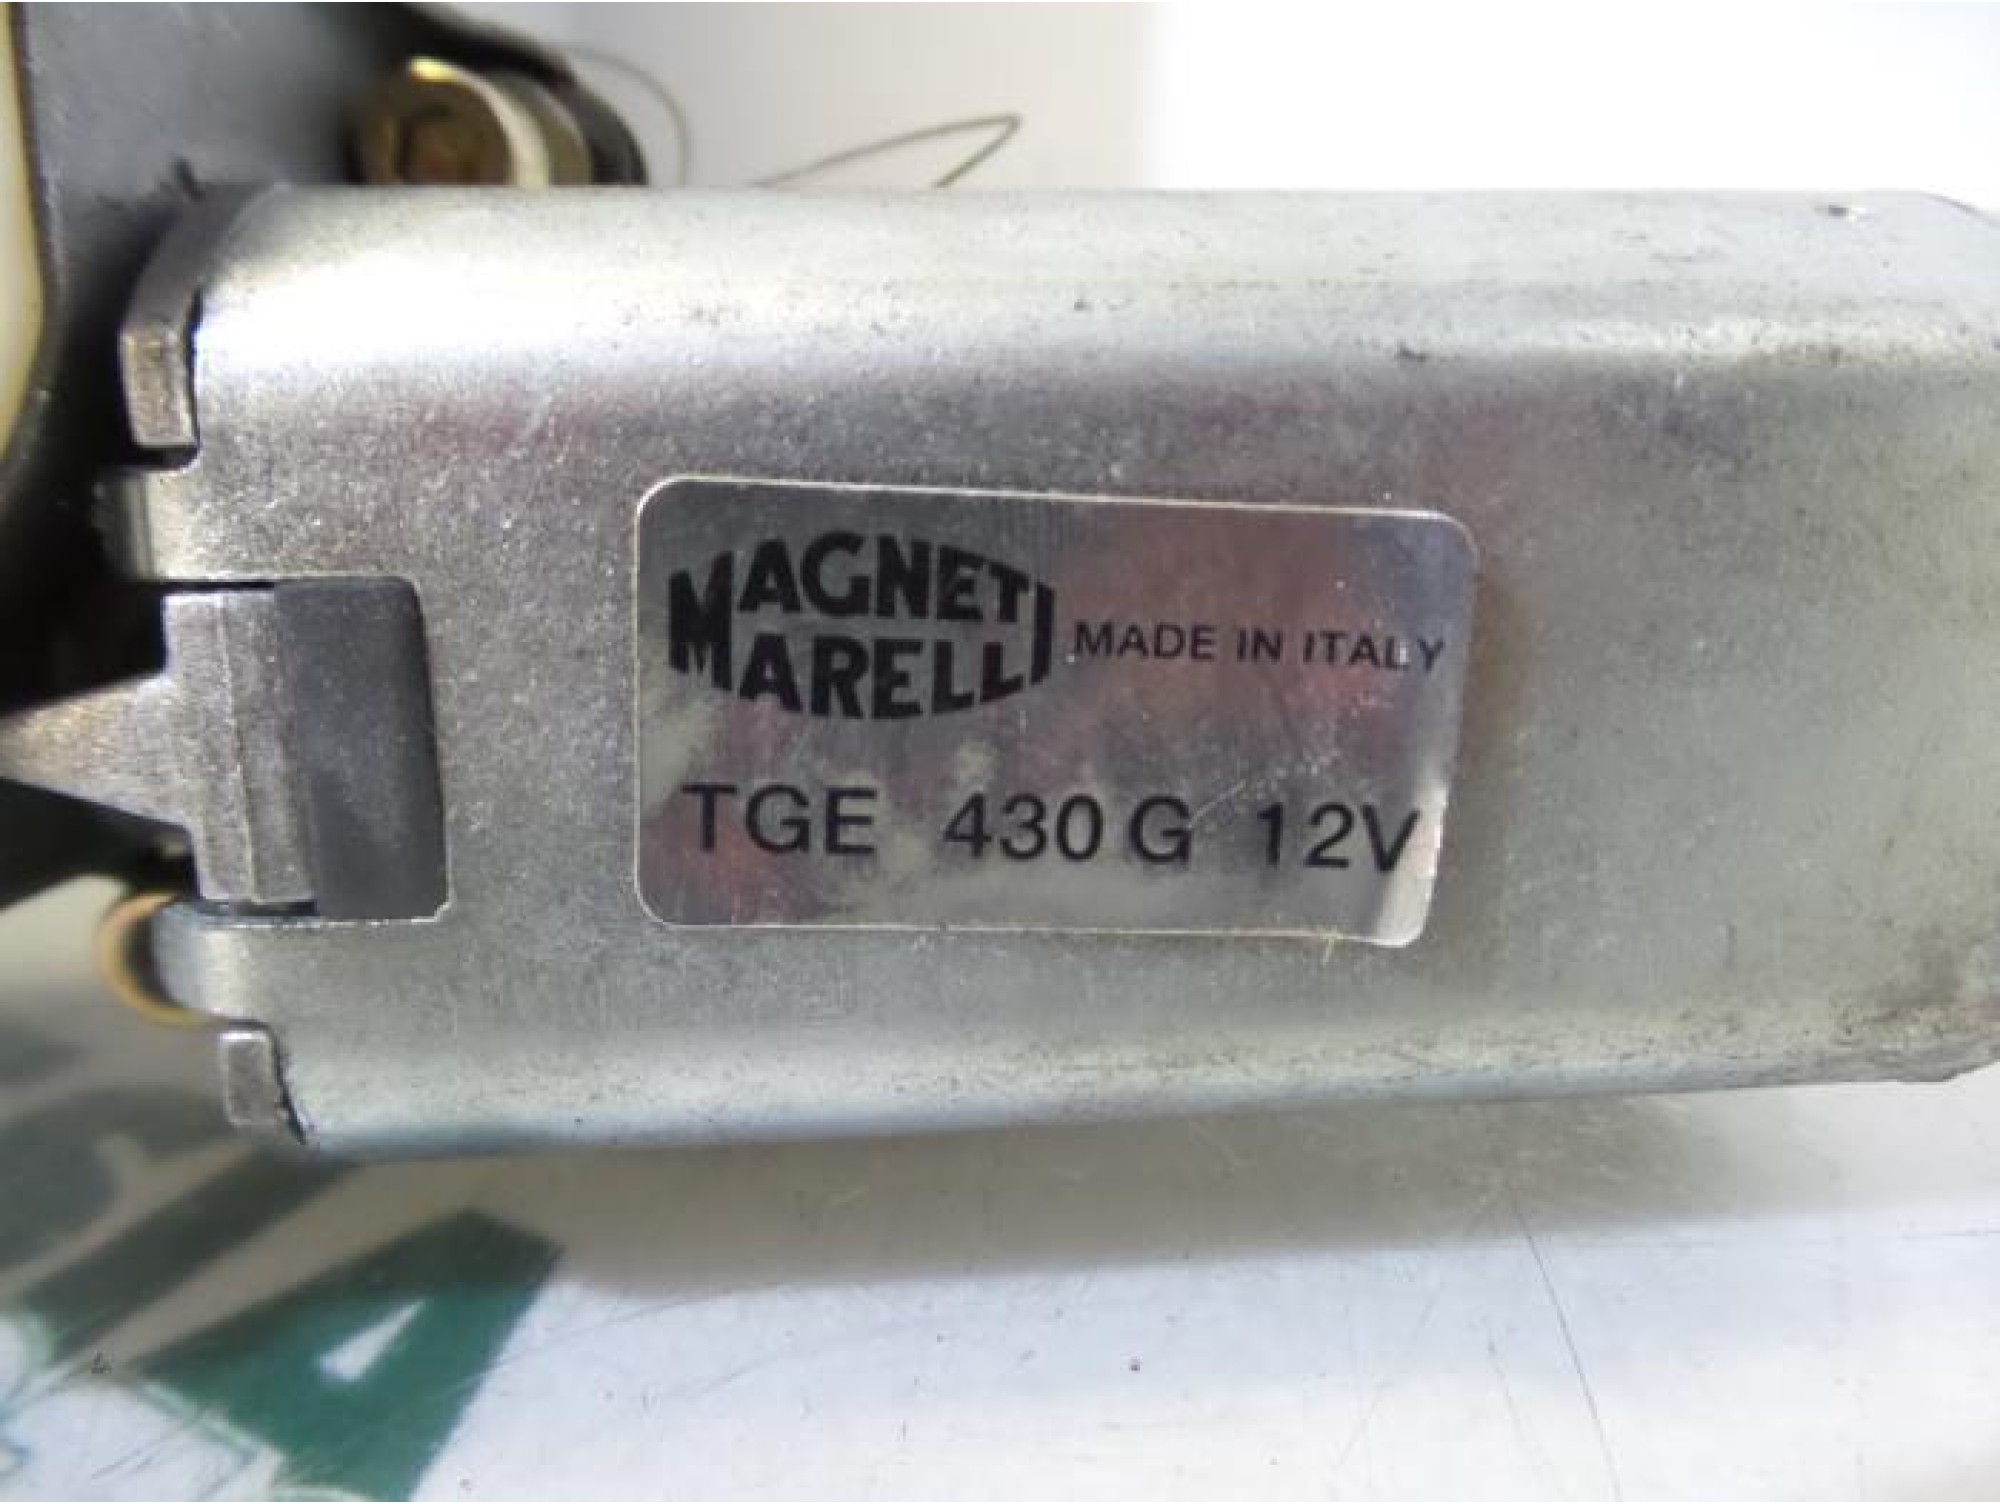 MAGNETI
MARELLI
MADE IN ITALY
TGE 430 G 12V